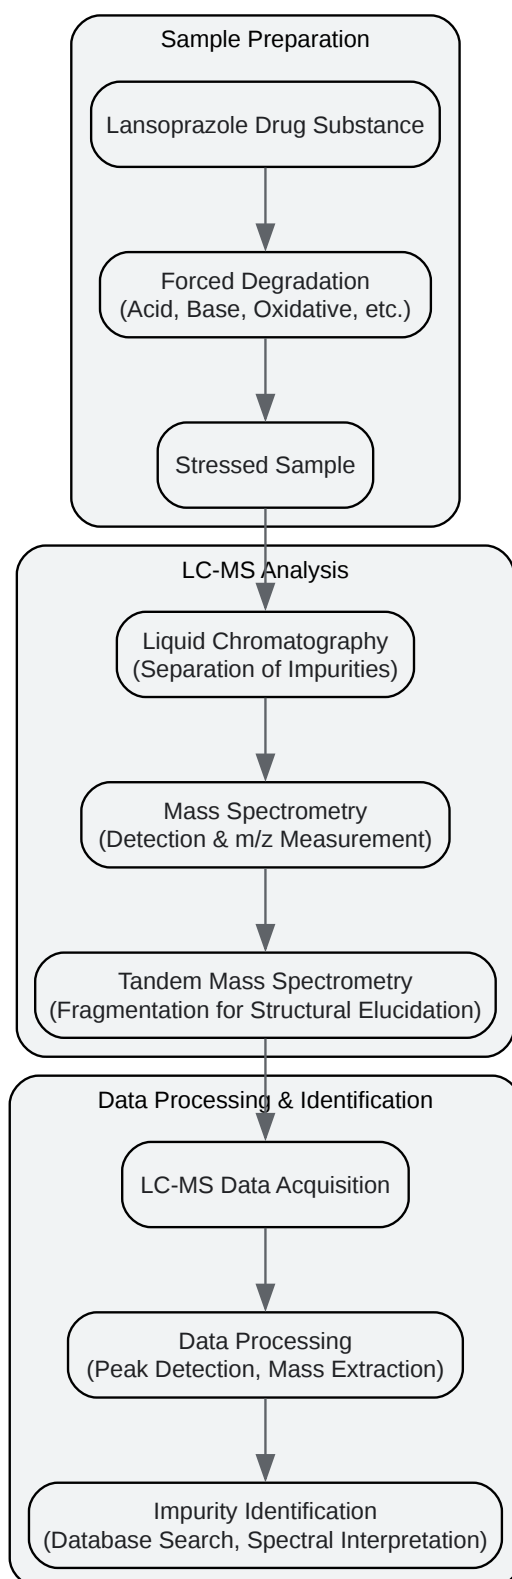 Sample Preparation
Lansoprazole Drug Substance
Forced Degradation
(Acid, Base, Oxidative, etc.)
Stressed Sample
LC-MS Analysis
Liquid Chromatography
(Separation of Impurities)
Mass Spectrometry
(Detection & m/z Measurement)
Tandem Mass Spectrometry
(Fragmentation for Structural Elucidation)
Data Processing & Identification
LC-MS Data Acquisition
Data Processing
(Peak Detection, Mass Extraction)
Impurity Identification
(Database Search, Spectral Interpretation)